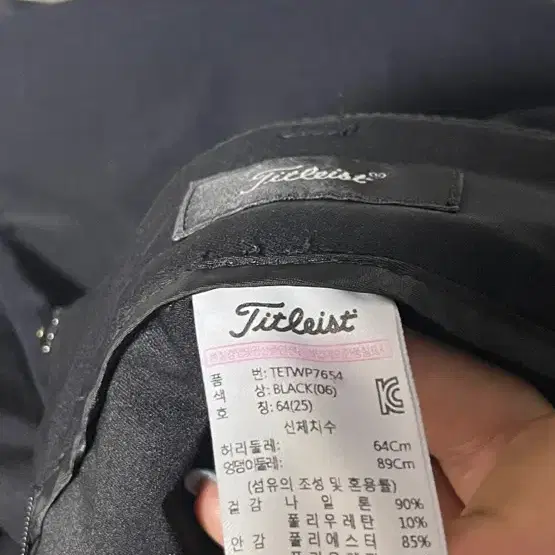 Titleist
Titleist
품 번: TETWP7654
색 상: BLACK(06)
호 칭: 64(25)
신체치수
허리둘레: 64Cm
엉덩이둘레: 89Cm
(섬유의 조성 및 혼용률)
겉 감 나 일 론 90%
폴 리 우 레 탄 10%
안 감 폴 리 에 스 터 85%